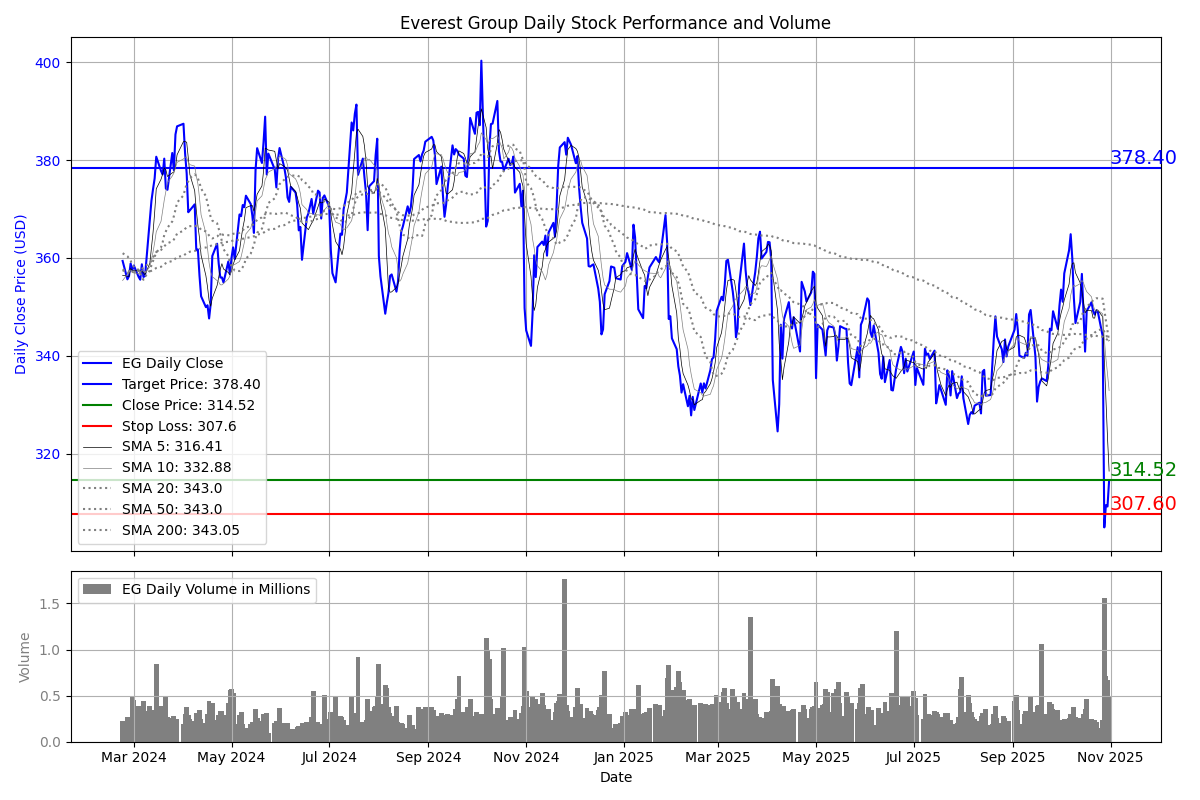 Everest Group Daily Stock Performance and Volume
Daily Close Price (USD)
400
380
360
340
320
378.40
314.52
307.60
EG Daily Close
Target Price: 378.40
Close Price: 314.52
Stop Loss: 307.6
SMA 5: 316.41
SMA 10: 332.88
SMA 20: 343.0
SMA 50: 343.0
SMA 200: 343.05
Volume
1.5
1.0
0.5
0.0
EG Daily Volume in Millions
Mar 2024 May 2024 Jul 2024 Sep 2024 Nov 2024 Jan 2025 Mar 2025 May 2025 Jul 2025 Sep 2025 Nov 2025
Date